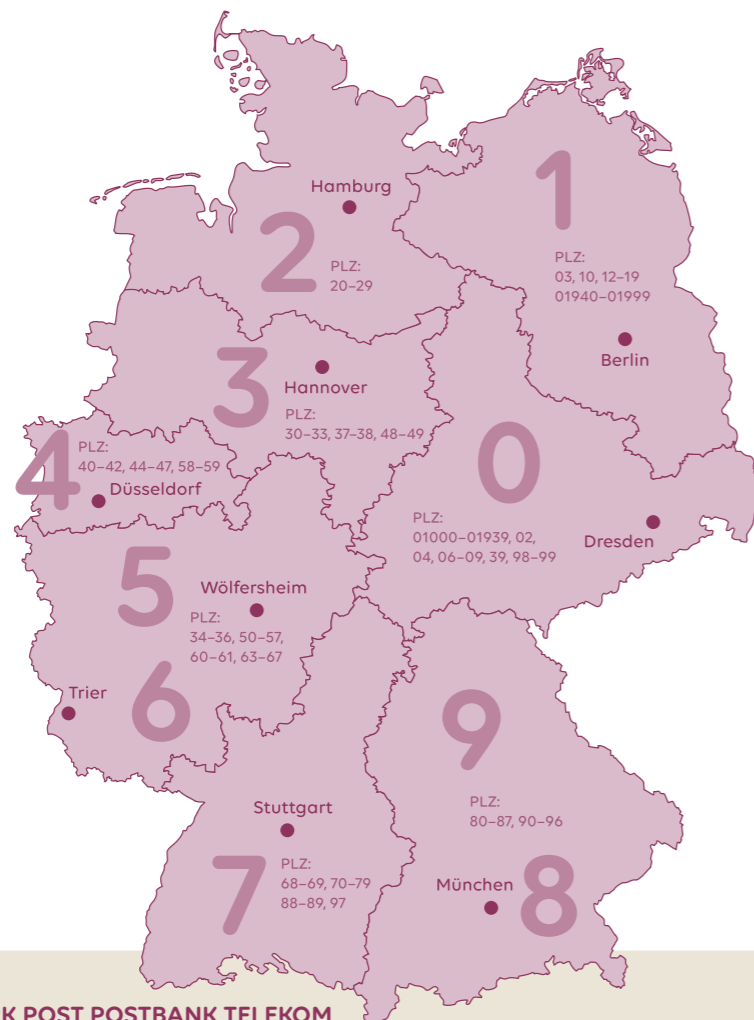 Hamburg
1
2
PLZ:
20–29
PLZ:
03, 10, 12–19
01940–01999
Berlin
3
Hannover
PLZ:
30–33, 37–38, 48–49
4
PLZ:
40–42, 44–47, 58–59
Düsseldorf
0
PLZ:
01000–01939, 02,
04, 06–09, 39, 98–99
Dresden
5
Wölfersheim
PLZ:
34–36, 50–57,
60–61, 63–67
Trier
6
9
PLZ:
80–87, 90–96
Stuttgart
7
PLZ:
68–69, 70–79
88–89, 97
München
8
K POST POSTBANK TELEKOM